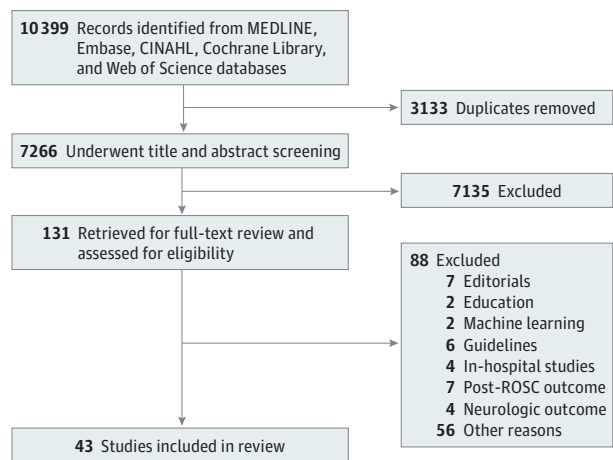 10 399 Records identified from MEDLINE,
Embase, CINAHL, Cochrane Library,
and Web of Science databases
3133 Duplicates removed
7266 Underwent title and abstract screening
7135 Excluded
131 Retrieved for full-text review and
assessed for eligibility
88 Excluded
7 Editorials
2 Education
2 Machine learning
6 Guidelines
4 In-hospital studies
7 Post-ROSC outcome
4 Neurologic outcome
56 Other reasons
43 Studies included in review